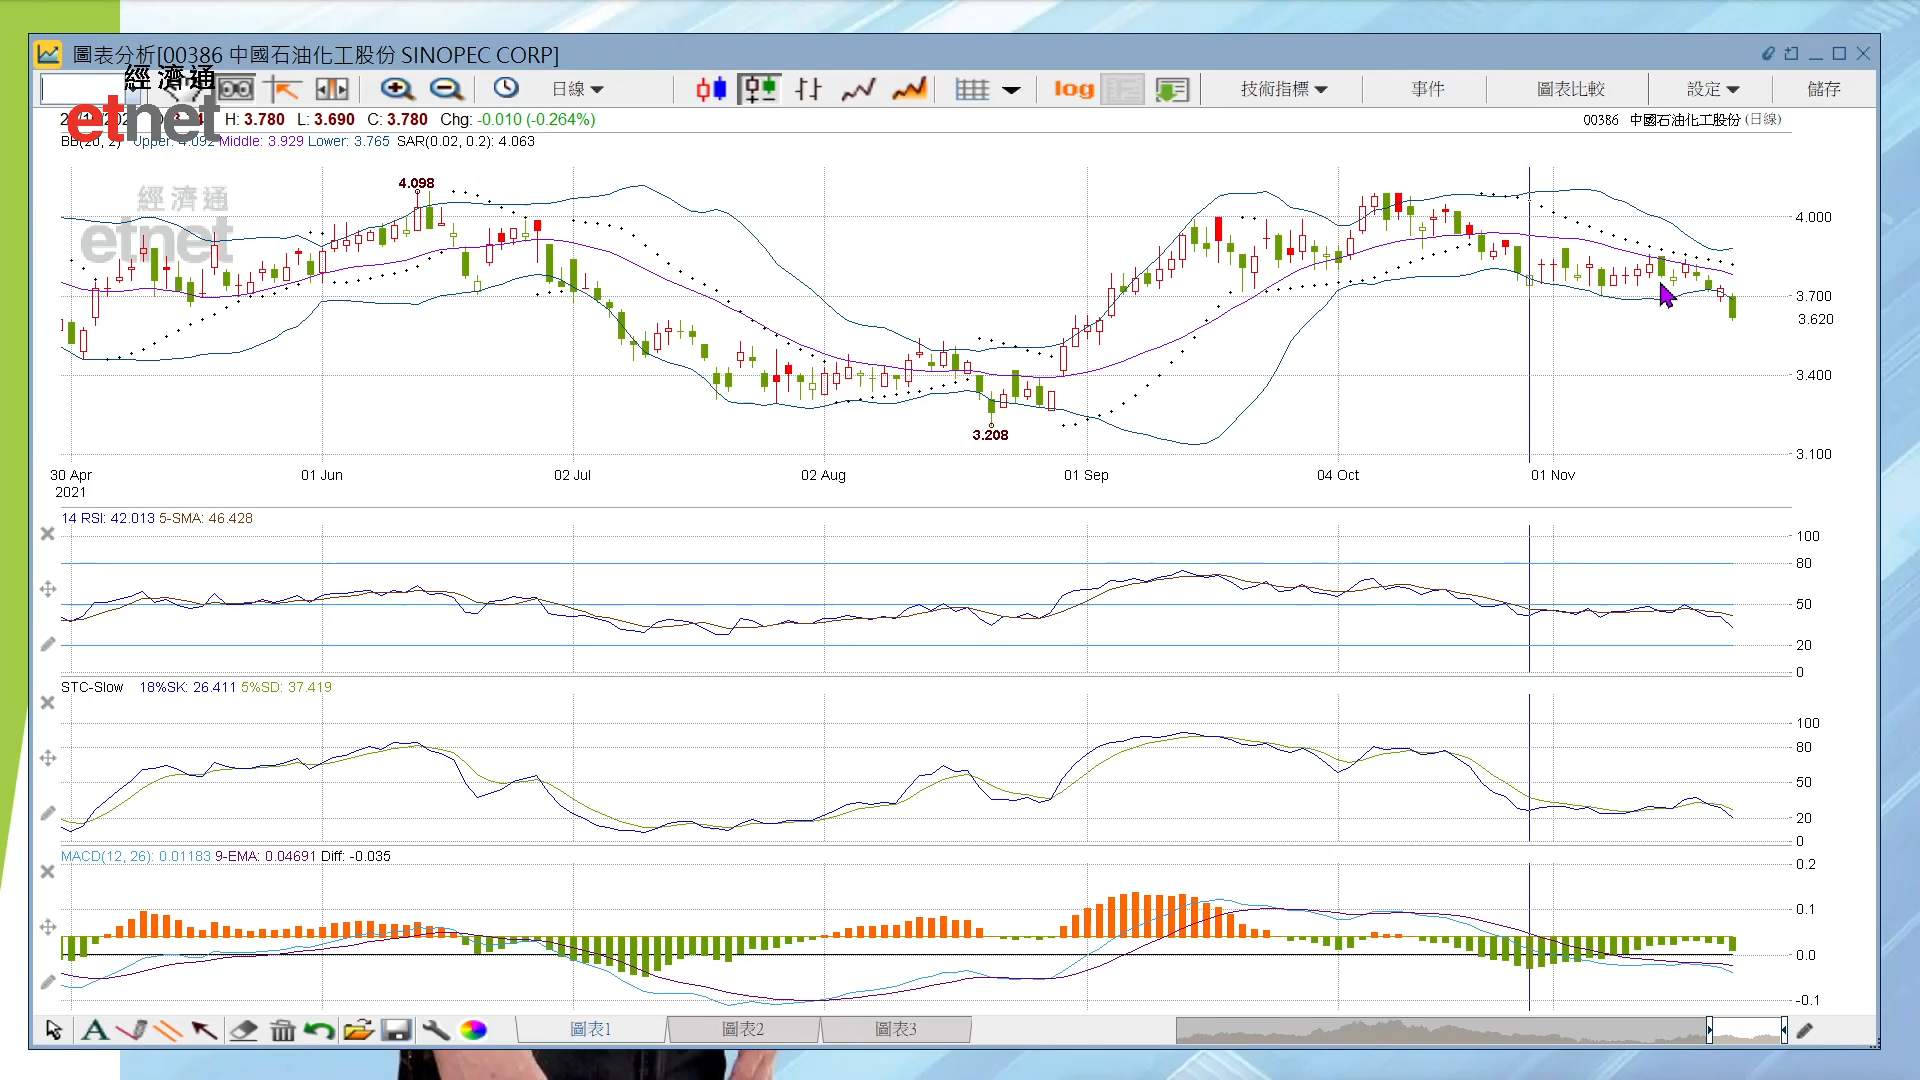 圖表分析[00386 中國石油化工股份 SINOPEC CORP]
經濟通
etnet
日線
log
技術指標
事件
圖表比較
設定
儲存
H: 3.780 L: 3.690 C: 3.780 Chg: -0.010 (-0.264%)
00386 中國石油化工股份 (日線)
BB(20, 2) Upper: 4.092 Middle: 3.929 Lower: 3.765 SAR(0.02, 0.2): 4.063
經濟通
etnet
4.098
3.208
4.000
3.700
3.620
3.400
3.100
30 Apr
2021
01 Jun
02 Jul
02 Aug
01 Sep
04 Oct
01 Nov
14 RSI: 42.013 5-SMA: 46.428
100
80
50
20
0
STC-Slow 18%SK: 26.411 5%SD: 37.419
100
80
50
20
0
MACD(12, 26): 0.01183 9-EMA: 0.04691 Diff: -0.035
0.2
0.1
0.0
-0.1
圖表1
圖表2
圖表3